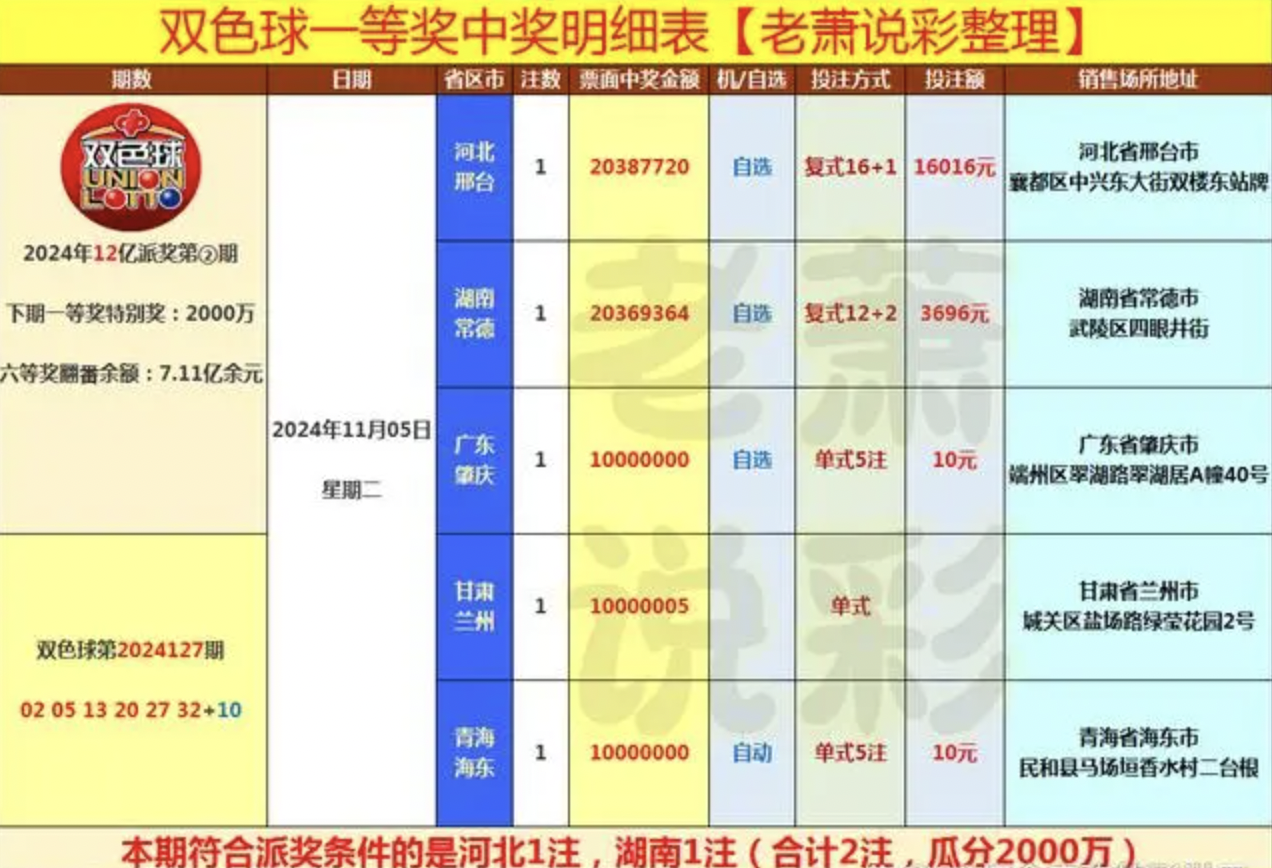 双色球一等奖中奖明细表【老萧说彩整理】
期数 日期 省区市 注数 票面中奖金额 机/自选 投注方式 投注额 销售场所地址
双色球
UNION
LOTTO
2024年12亿派奖第②期
下期一等奖特别奖：2000万
六等奖翻番余额：7.11亿余元
双色球第2024127期
02 05 13 20 27 32+10
2024年11月05日
星期二
河北
邢台
1
20387720
自选
复式16+1
16016元
河北省邢台市
襄都区中兴东大街双楼东站牌
湖南
常德
1
20369364
自选
复式12+2
3696元
湖南省常德市
武陵区四眼井街
广东
肇庆
1
10000000
自选
单式5注
10元
广东省肇庆市
端州区翠湖路翠湖居A幢40号
甘肃
兰州
1
10000005
单式
甘肃省兰州市
城关区盐场路绿莹花园2号
青海
海东
1
10000000
自动
单式5注
10元
青海省海东市
民和县马场垣香水村二台根
老萧
说彩
本期符合派奖条件的是河北1注，湖南1注（合计2注，瓜分2000万）